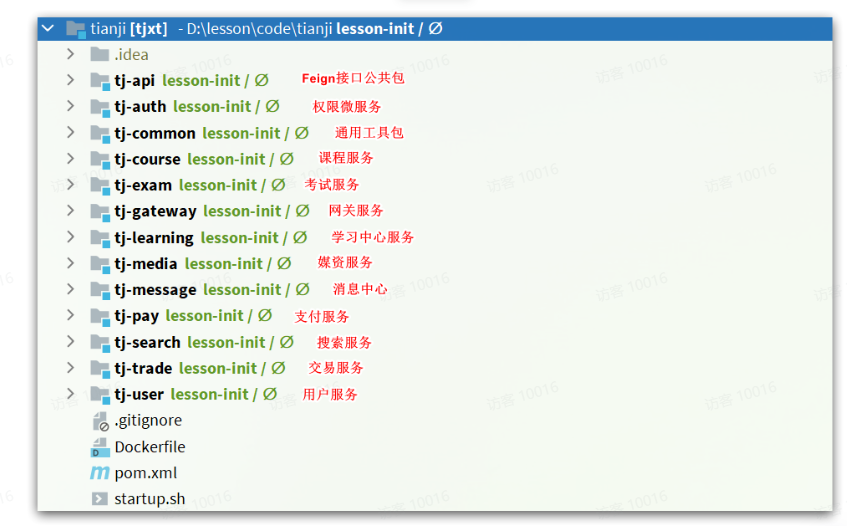 tianji [tjxt] - D:\lesson\code\tianji lesson-init / Ø
.idea
tj-api lesson-init / Ø Feign接口公共包
tj-auth lesson-init / Ø 权限微服务
tj-common lesson-init / Ø 通用工具包
tj-course lesson-init / Ø 课程服务
tj-exam lesson-init / Ø 考试服务
tj-gateway lesson-init / Ø 网关服务
tj-learning lesson-init / Ø 学习中心服务
tj-media lesson-init / Ø 媒资服务
tj-message lesson-init / Ø 消息中心
tj-pay lesson-init / Ø 支付服务
tj-search lesson-init / Ø 搜索服务
tj-trade lesson-init / Ø 交易服务
tj-user lesson-init / Ø 用户服务
.gitignore
Dockerfile
pom.xml
startup.sh
访客 10016